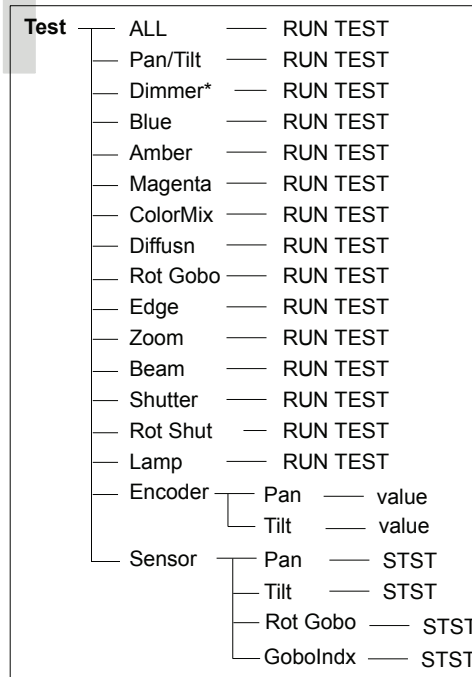 Test ALL RUN TEST
Pan/Tilt RUN TEST
Dimmer* RUN TEST
Blue RUN TEST
Amber RUN TEST
Magenta RUN TEST
ColorMix RUN TEST
Diffusn RUN TEST
Rot Gobo RUN TEST
Edge RUN TEST
Zoom RUN TEST
Beam RUN TEST
Shutter RUN TEST
Rot Shut RUN TEST
Lamp RUN TEST
Encoder Pan value
Tilt value
Sensor Pan STST
Tilt STST
Rot Gobo STST
GoboIndx STST